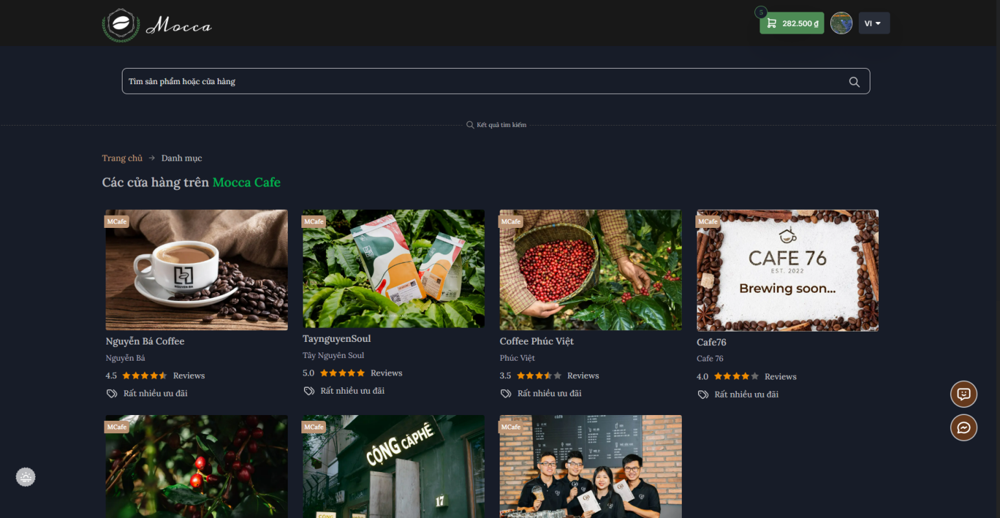 Mocca
5
282.500 ₫
VI
Tìm sản phẩm hoặc cửa hàng
Kết quả tìm kiếm
Trang chủ → Danh mục
Các cửa hàng trên Mocca Cafe
MCafe
NGUYEN BA
Nguyễn Bá Coffee
Nguyễn Bá
4.5 Reviews
Rất nhiều ưu đãi
MCafe
TaynguyenSoul
Tây Nguyên Soul
5.0 Reviews
Rất nhiều ưu đãi
MCafe
Coffee Phúc Việt
Phúc Việt
3.5 Reviews
Rất nhiều ưu đãi
MCafe
CAFE 76
EST. 2022
Brewing soon...
Cafe76
Cafe 76
4.0 Reviews
Rất nhiều ưu đãi
MCafe
MCafe
CỘNG CÀPHÊ
17
CỘNG
MCafe